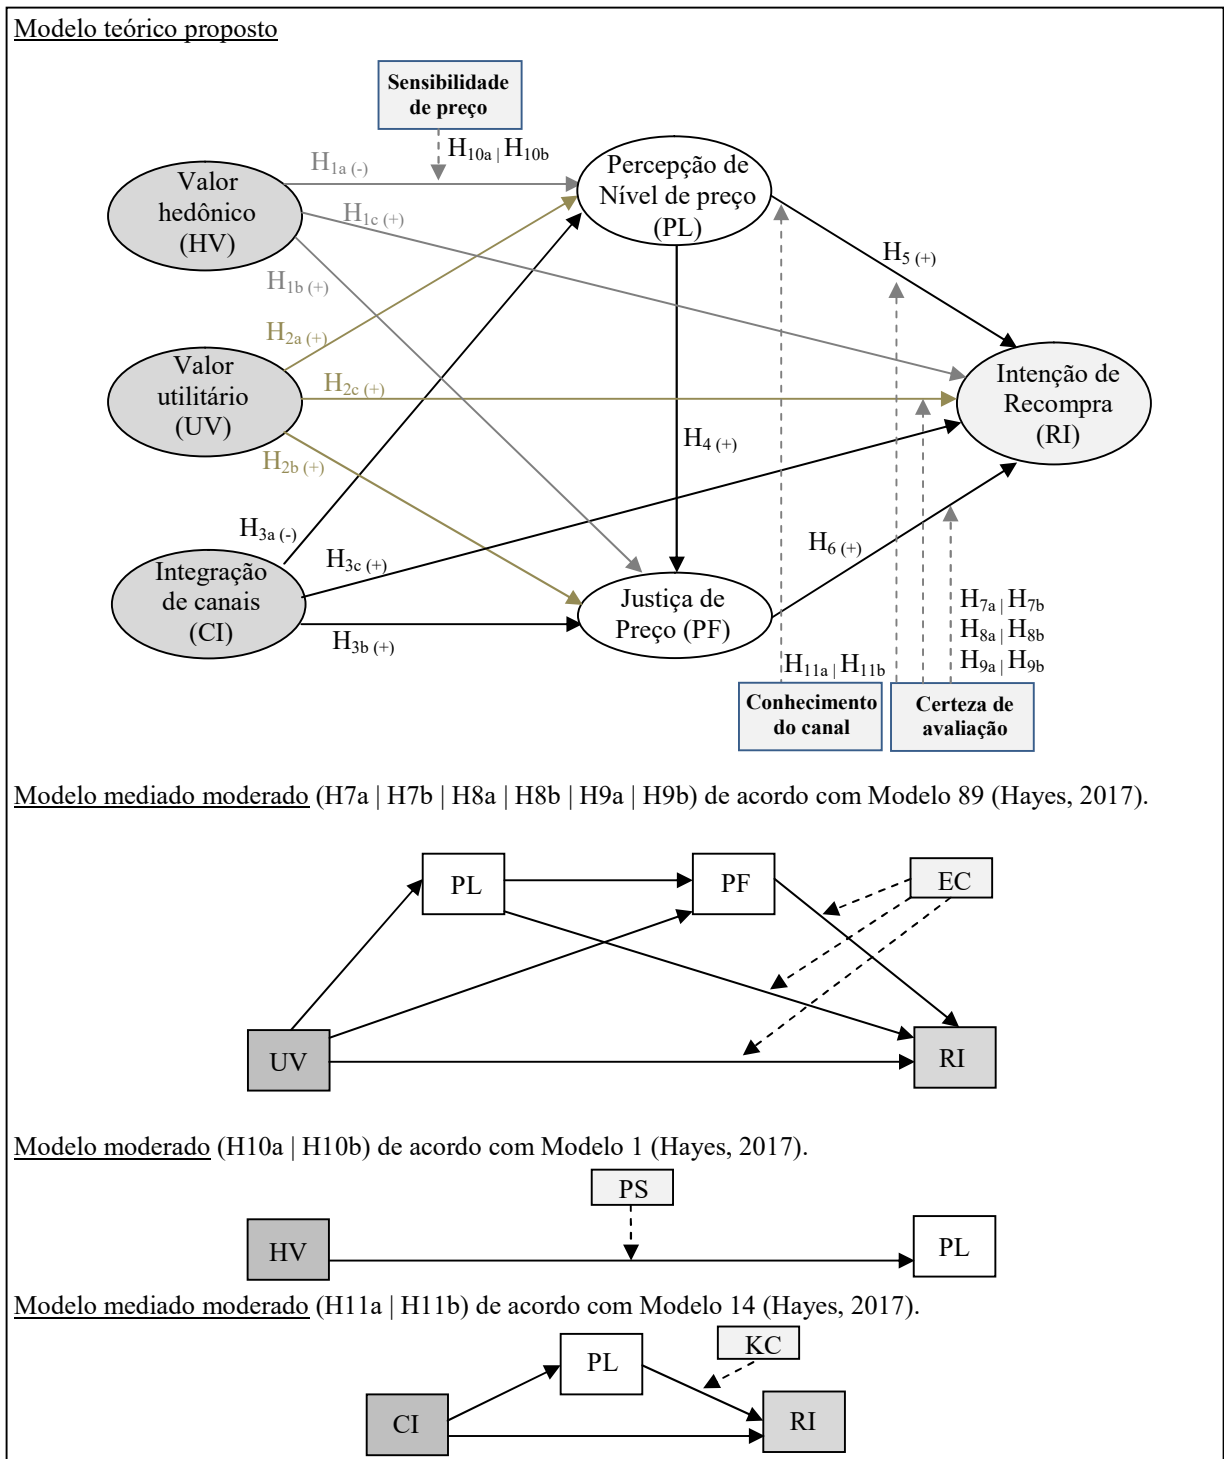 Modelo teórico proposto
Sensibilidade
de preço
H10a | H10b
H1a (-)
Valor
hedônico
(HV)
Percepção de
Nível de preço
(PL)
H1c (+)
H5 (+)
H1b (+)
H2a (+)
Valor
utilitário
(UV)
H2c (+)
Intenção de
Recompra
(RI)
H4 (+)
H2b (+)
H3a (-)
H3c (+)
H6 (+)
Integração
de canais
(CI)
Justiça de
Preço (PF)
H3b (+)
H7a | H7b
H8a | H8b
H9a | H9b
H11a | H11b
Conhecimento
do canal
Certeza de
avaliação
Modelo mediado moderado (H7a | H7b | H8a | H8b | H9a | H9b) de acordo com Modelo 89 (Hayes, 2017).
PL
PF
EC
UV
RI
Modelo moderado (H10a | H10b) de acordo com Modelo 1 (Hayes, 2017).
PS
HV
PL
Modelo mediado moderado (H11a | H11b) de acordo com Modelo 14 (Hayes, 2017).
PL
KC
CI
RI